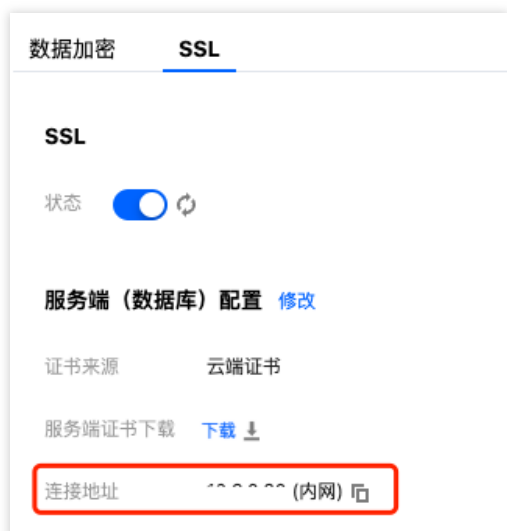 数据加密 SSL
SSL
状态
服务端（数据库）配置 修改
证书来源 云端证书
服务端证书下载 下载
连接地址 (内网)